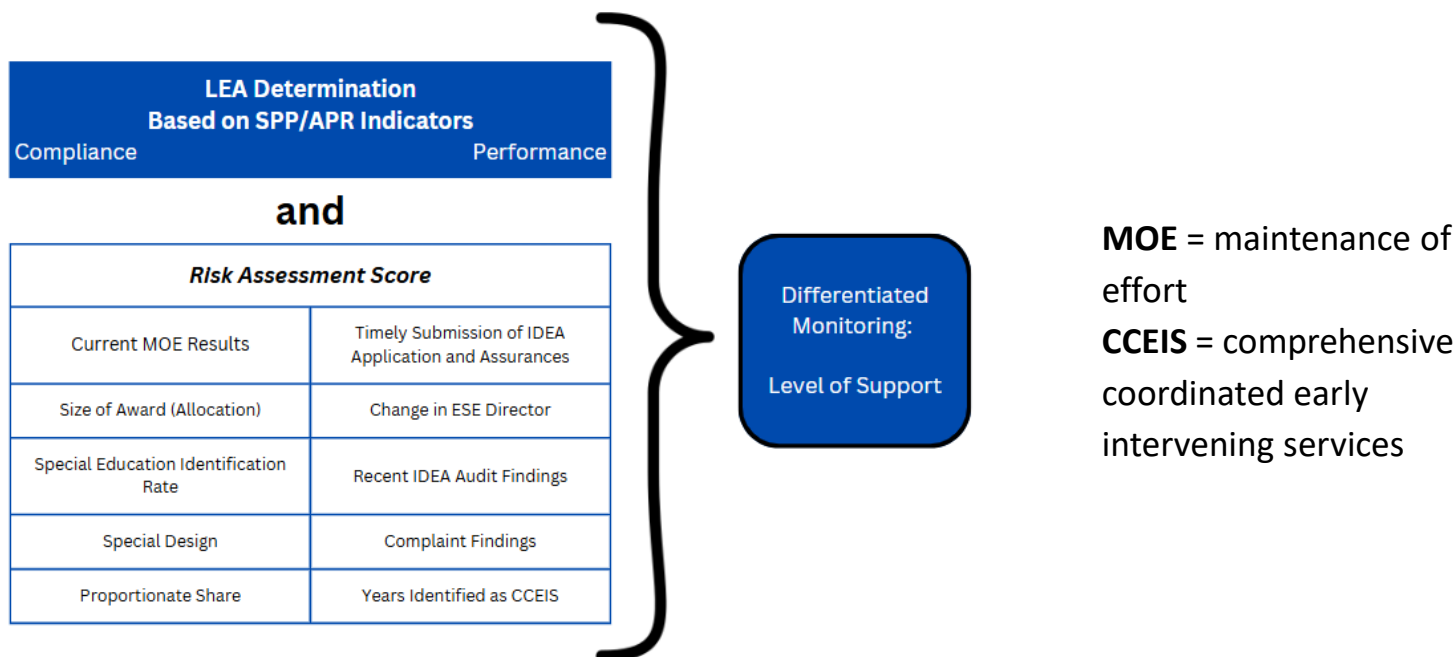 LEA Determination
Based on SPP/APR Indicators
Compliance Performance
and
Risk Assessment Score
Current MOE Results
Timely Submission of IDEA
Application and Assurances
Size of Award (Allocation)
Change in ESE Director
Special Education Identification
Rate
Recent IDEA Audit Findings
Special Design
Complaint Findings
Proportionate Share
Years Identified as CCEIS
Differentiated
Monitoring:
Level of Support
MOE = maintenance of
effort
CCEIS = comprehensive
coordinated early
intervening services